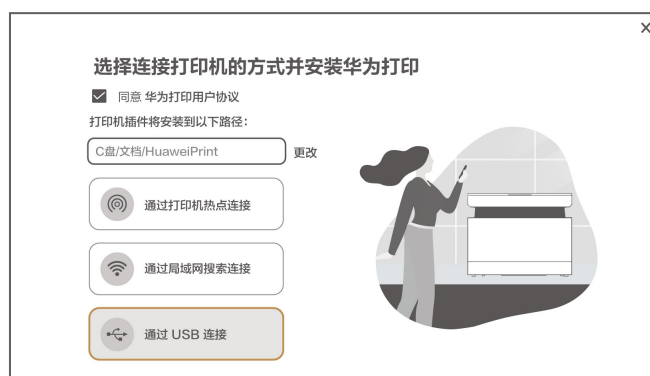 选择连接打印机的方式并安装华为打印
同意 华为打印用户协议
打印机插件将安装到以下路径：
C盘/文档/HuaweiPrint 更改
通过打印机热点连接
通过局域网搜索连接
通过 USB 连接